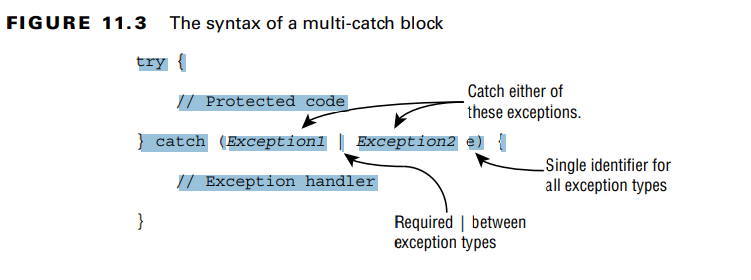 FIGURE 11.3 The syntax of a multi-catch block
try {
// Protected code
Catch either of
these exceptions.
} catch (Exception1 | Exception2 e) {
Single identifier for
all exception types
// Exception handler
Required | between
exception types
}